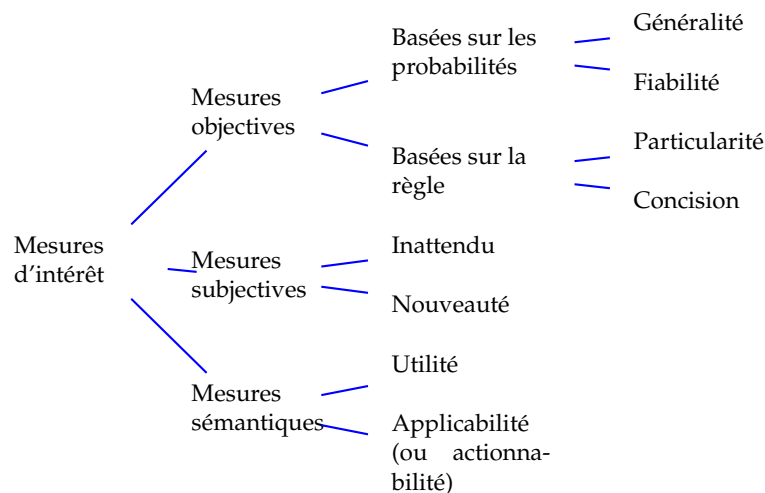 Mesures
d'intérêt
Mesures
objectives
Basées sur les
probabilités
Généralité
Fiabilité
Basées sur la
règle
Particularité
Concision
Mesures
subjectives
Inattendu
Nouveauté
Mesures
sémantiques
Utilité
Applicabilité
(ou actionna-
bilité)